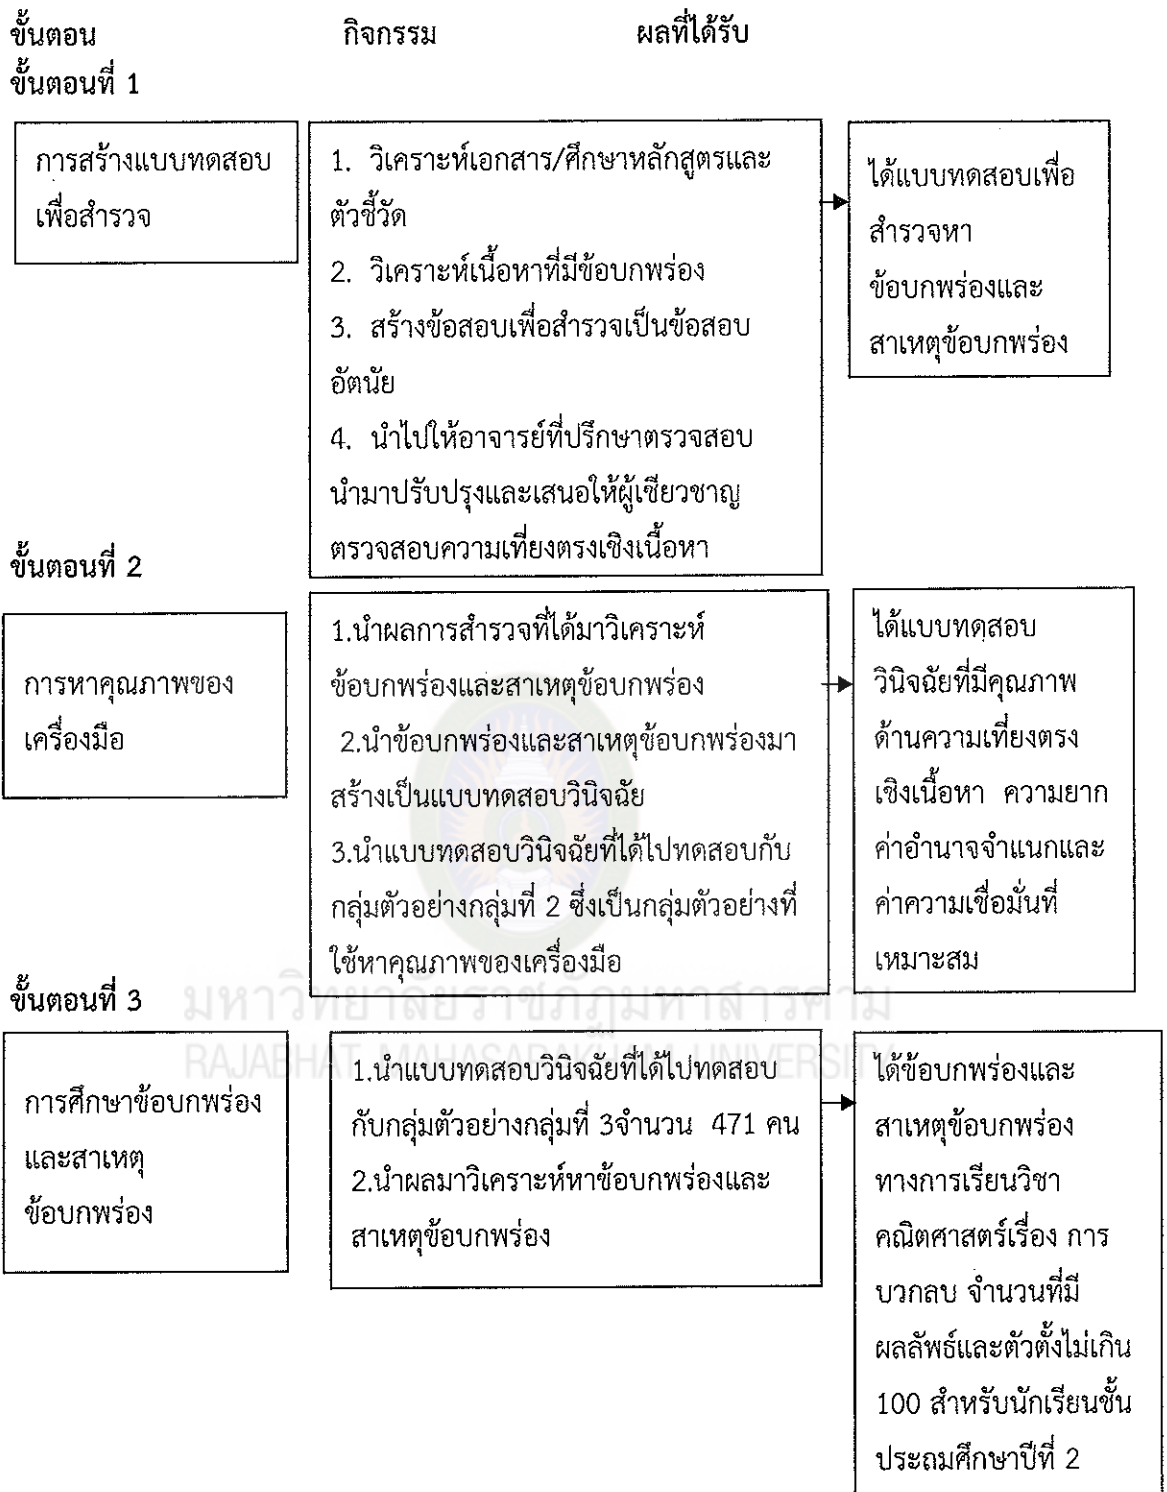 ขั้นตอน กิจกรรม ผลที่ได้รับ
ขั้นตอนที่ 1
การสร้างแบบทดสอบ
เพื่อสำรวจ
1. วิเคราะห์เอกสาร/ศึกษาหลักสูตรและ
ตัวชี้วัด
2. วิเคราะห์เนื้อหาที่มีข้อบกพร่อง
3. สร้างข้อสอบเพื่อสำรวจเป็นข้อสอบ
อัตนัย
4. นำไปให้อาจารย์ที่ปรึกษาตรวจสอบ
นำมาปรับปรุงและเสนอให้ผู้เชียวชาญ
ตรวจสอบความเที่ยงตรงเชิงเนื้อหา
ได้แบบทดสอบเพื่อ
สำรวจหา
ข้อบกพร่องและ
สาเหตุข้อบกพร่อง
ขั้นตอนที่ 2
การหาคุณภาพของ
เครื่องมือ
1.นำผลการสำรวจที่ได้มาวิเคราะห์
ข้อบกพร่องและสาเหตุข้อบกพร่อง
2.นำข้อบกพร่องและสาเหตุข้อบกพร่องมา
สร้างเป็นแบบทดสอบวินิจฉัย
3.นำแบบทดสอบวินิจฉัยที่ได้ไปทดสอบกับ
กลุ่มตัวอย่างกลุ่มที่ 2 ซึ่งเป็นกลุ่มตัวอย่างที่
ใช้หาคุณภาพของเครื่องมือ
ได้แบบทดสอบ
วินิจฉัยที่มีคุณภาพ
ด้านความเที่ยงตรง
เชิงเนื้อหา ความยาก
ค่าอำนาจจำแนกและ
ค่าความเชื่อมั่นที่
เหมาะสม
ขั้นตอนที่ 3
มหาวิทยาลัยราชภัฏมหาสารคาม
RAJABHAT MAHASARAKHAM UNIVERSITY
การศึกษาข้อบกพร่อง
และสาเหตุ
ข้อบกพร่อง
1.นำแบบทดสอบวินิจฉัยที่ได้ไปทดสอบ
กับกลุ่มตัวอย่างกลุ่มที่ 3จำนวน 471 คน
2.นำผลมาวิเคราะห์หาข้อบกพร่องและ
สาเหตุข้อบกพร่อง
ได้ข้อบกพร่องและ
สาเหตุข้อบกพร่อง
ทางการเรียนวิชา
คณิตศาสตร์เรื่อง การ
บวกลบ จำนวนที่มี
ผลลัพธ์และตัวตั้งไม่เกิน
100 สำหรับนักเรียนชั้น
ประถมศึกษาปีที่ 2